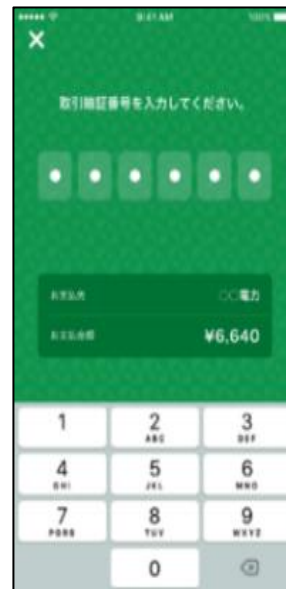 9:41 AM
100%
取引暗証番号を入力してください。
お支払先 ○○電力
お支払金額 ¥6,640
1 2 3
ABC DEF
4 5 6
GHI JKL MNO
7 8 9
PQRS TUV WXYZ
0